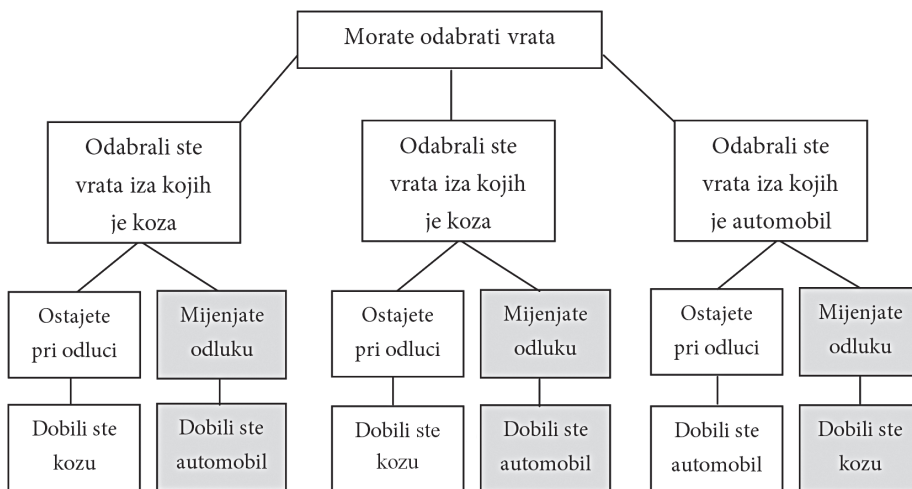 Morate odabrati vrata
Odabrali ste
vrata iza kojih
je koza
Odabrali ste
vrata iza kojih
je koza
Odabrali ste
vrata iza kojih
je automobil
Ostajete
pri odluci
Mijenjate
odluku
Ostajete
pri odluci
Mijenjate
odluku
Ostajete
pri odluci
Mijenjate
odluku
Dobili ste
kozu
Dobili ste
automobil
Dobili ste
kozu
Dobili ste
automobil
Dobili ste
automobil
Dobili ste
kozu